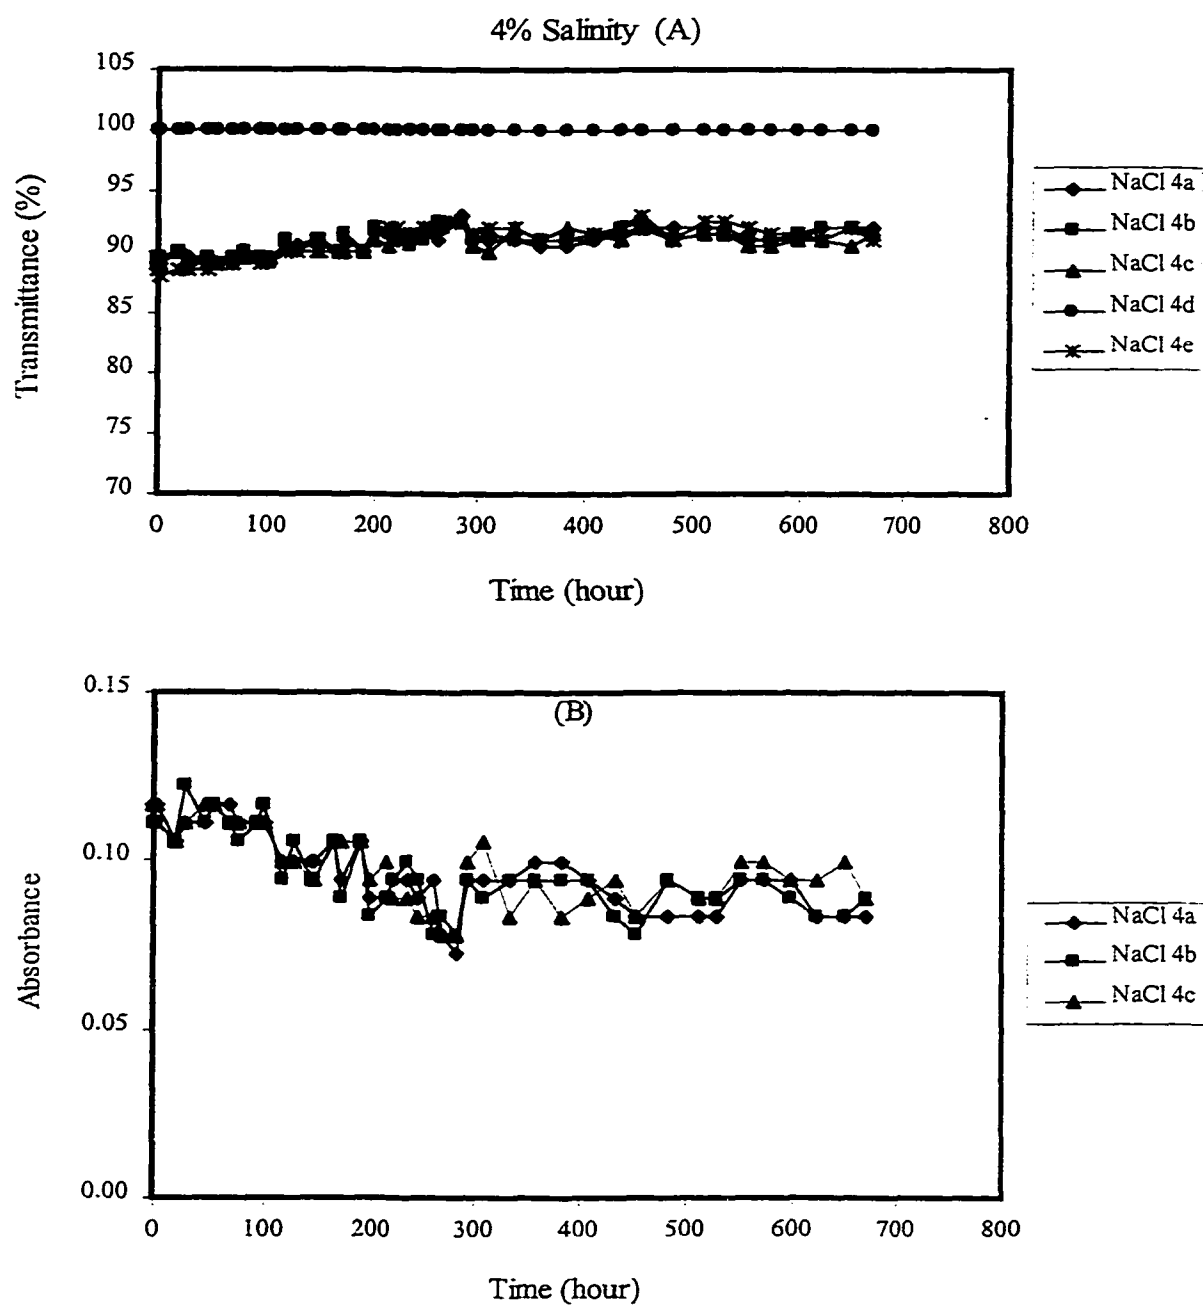 4% Salinity (A)
105
100
95
90
85
80
75
70
Transmittance (%)
0 100 200 300 400 500 600 700 800
Time (hour)
NaCl 4a
NaCl 4b
NaCl 4c
NaCl 4d
NaCl 4e
(B)
0.15
0.10
0.05
0.00
Absorbance
0 100 200 300 400 500 600 700 800
Time (hour)
NaCl 4a
NaCl 4b
NaCl 4c